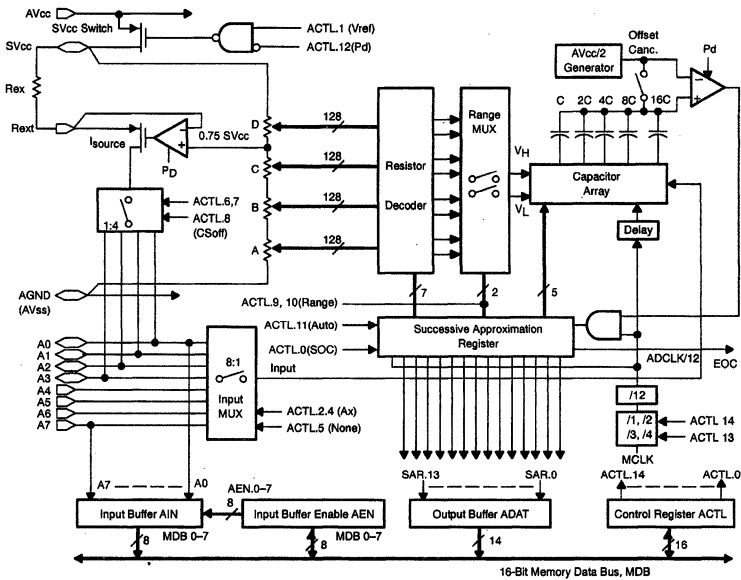 AVcc
SVcc Switch
ACTL.1 (Vref)
ACTL.12(Pd)
SVcc
Rex
Rext
Isource
PD
0.75 SVcc
D
C
B
A
128
128
128
128
Resistor
Decoder
Range
MUX
VH
VL
AVcc/2
Generator
Offset
Canc.
Pd
C 2C 4C 8C 16C
Capacitor
Array
Delay
1:4
ACTL.6,7
ACTL.8
(CSoff)
AGND
(AVss)
7
2
5
ACTL.9, 10(Range)
ACTL.11(Auto)
ACTL.0(SOC)
Successive Approximation
Register
ADCLK/12
EOC
A0
A1
A2
A3
A4
A5
A6
A7
8:1
Input
MUX
Input
ACTL.2.4 (Ax)
ACTL.5 (None)
/12
/1, /2
/3, /4
ACTL 14
ACTL 13
MCLK
A7
A0
AEN.0–7
8
SAR.13
SAR.0
ACTL.14
ACTL.0
Input Buffer AIN
Input Buffer Enable AEN
Output Buffer ADAT
Control Register ACTL
8
MDB 0–7
8
MDB 0–7
14
16
16-Bit Memory Data Bus, MDB